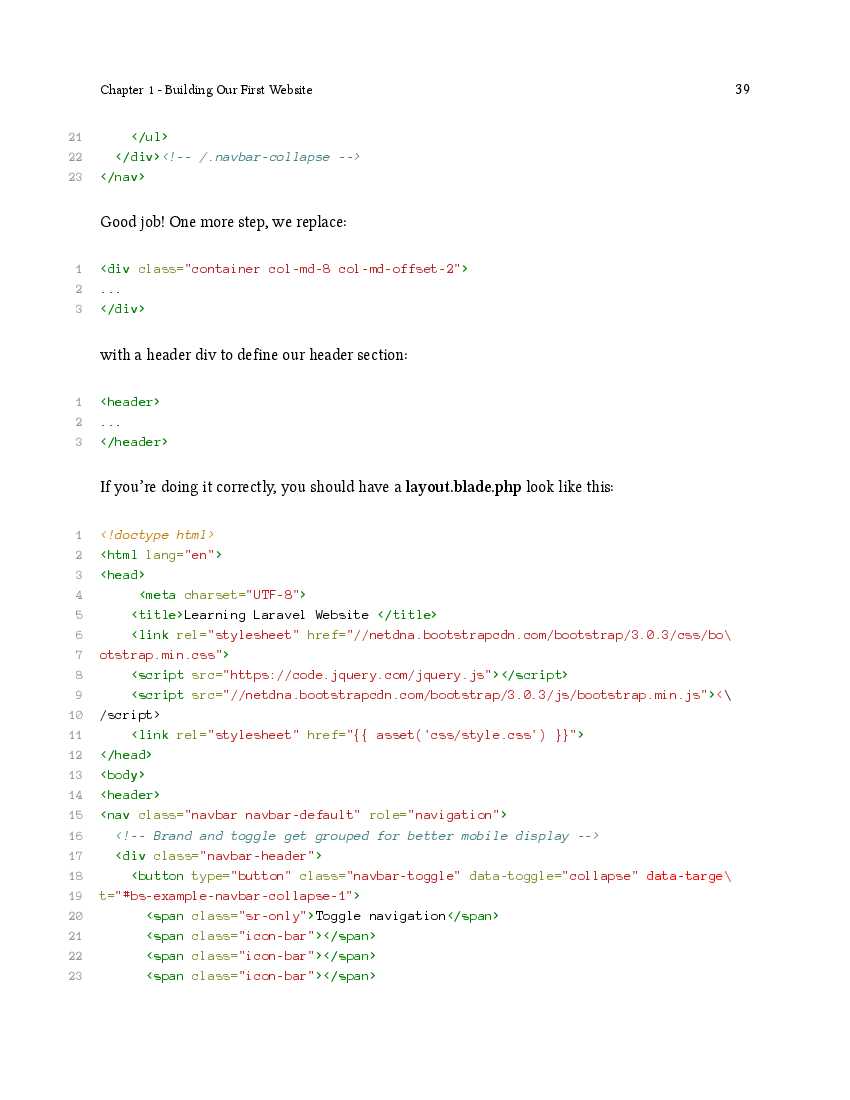 Chapter 1 - Building Our First Website 39
21     </ul>
22   </div><!-- /.navbar-collapse -->
23 </nav>
Good job! One more step, we replace:
1 <div class="container col-md-8 col-md-offset-2">
2 ...
3 </div>
with a header div to define our header section:
1 <header>
2 ...
3 </header>
If you’re doing it correctly, you should have a layout.blade.php look like this:
1 <!doctype html>
2 <html lang="en">
3 <head>
4      <meta charset="UTF-8">
5     <title>Learning Laravel Website </title>
6     <link rel="stylesheet" href="//netdna.bootstrapcdn.com/bootstrap/3.0.3/css/bo\
7 otstrap.min.css">
8     <script src="https://code.jquery.com/jquery.js"></script>
9     <script src="//netdna.bootstrapcdn.com/bootstrap/3.0.3/js/bootstrap.min.js"><\
10 /script>
11     <link rel="stylesheet" href="{{ asset('css/style.css') }}">
12 </head>
13 <body>
14 <header>
15 <nav class="navbar navbar-default" role="navigation">
16   <!-- Brand and toggle get grouped for better mobile display -->
17   <div class="navbar-header">
18     <button type="button" class="navbar-toggle" data-toggle="collapse" data-targe\
19 t="#bs-example-navbar-collapse-1">
20       <span class="sr-only">Toggle navigation</span>
21       <span class="icon-bar"></span>
22       <span class="icon-bar"></span>
23       <span class="icon-bar"></span>